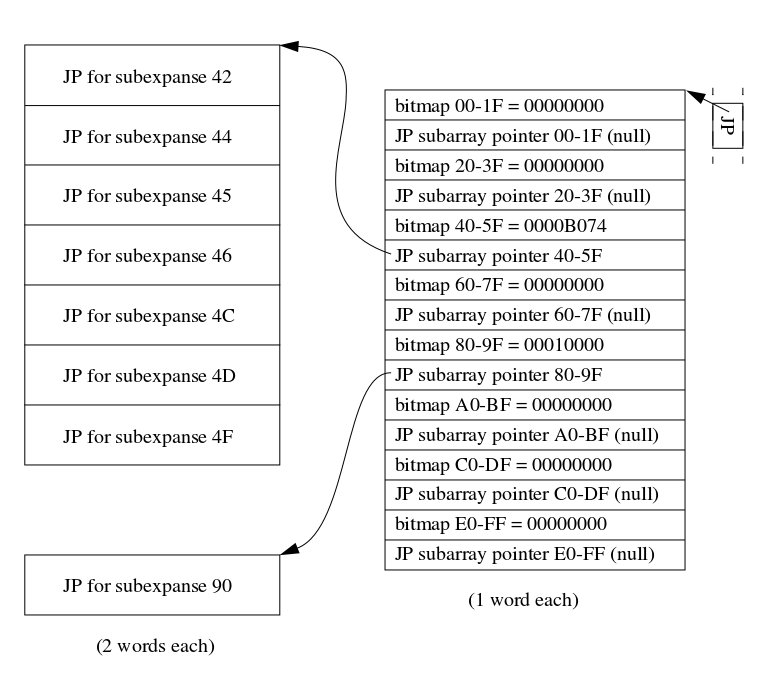 JP for subexpanse 42
JP for subexpanse 44
JP for subexpanse 45
JP for subexpanse 46
JP for subexpanse 4C
JP for subexpanse 4D
JP for subexpanse 4F
JP for subexpanse 90
(2 words each)
bitmap 00-1F = 00000000
JP subarray pointer 00-1F (null)
bitmap 20-3F = 00000000
JP subarray pointer 20-3F (null)
bitmap 40-5F = 0000B074
JP subarray pointer 40-5F
bitmap 60-7F = 00000000
JP subarray pointer 60-7F (null)
bitmap 80-9F = 00010000
JP subarray pointer 80-9F
bitmap A0-BF = 00000000
JP subarray pointer A0-BF (null)
bitmap C0-DF = 00000000
JP subarray pointer C0-DF (null)
bitmap E0-FF = 00000000
JP subarray pointer E0-FF (null)
(1 word each)
JP